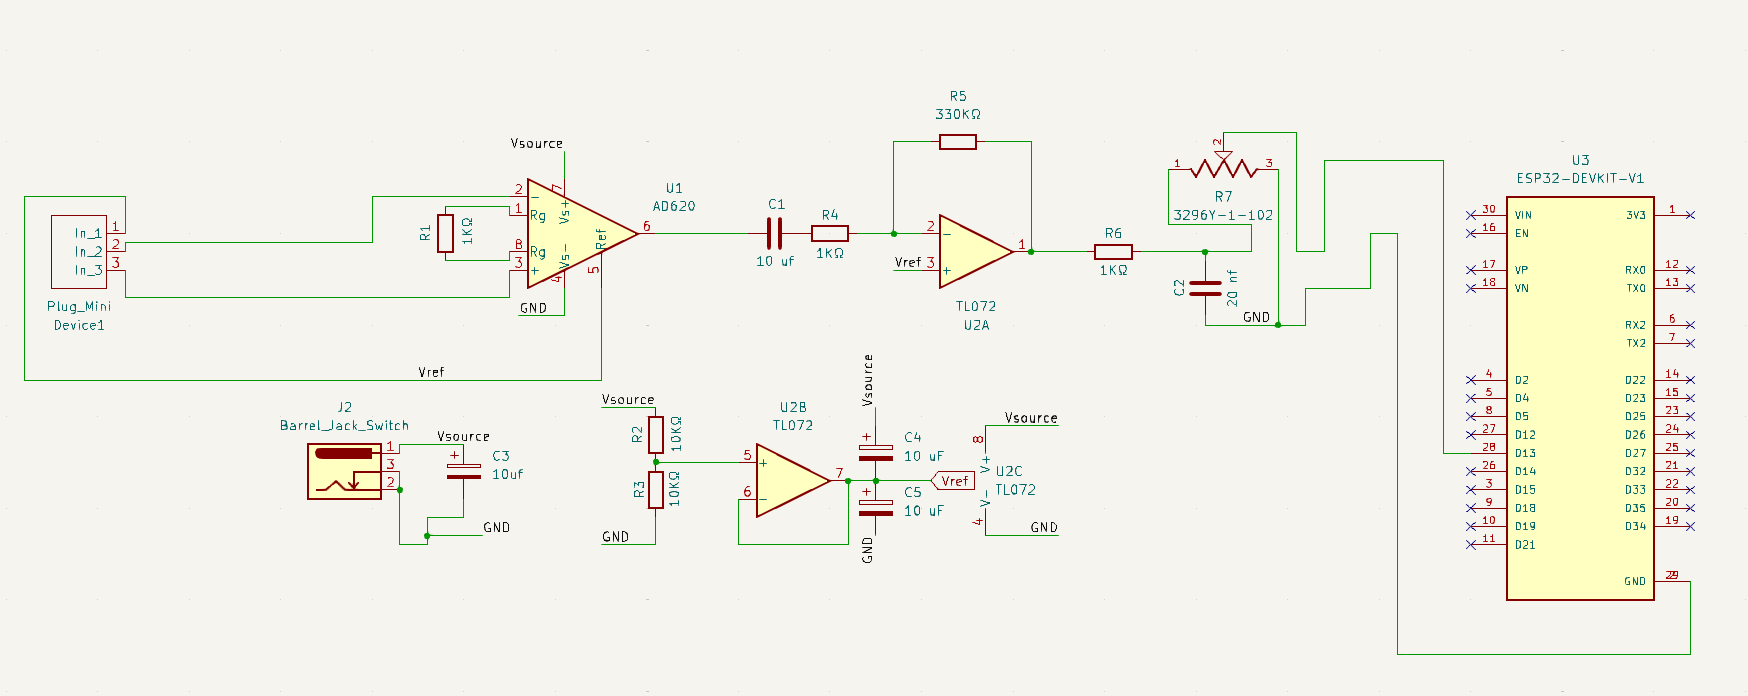 R5
330KΩ
Vsource
2
1
Rg
8
Rg
3
7
Vs+
Vs-
4
Ref
5
6
GND
R1
1KΩ
U1
AD620
C1
10 uf
R4
1KΩ
2
Vref
3
1
TL072
U2A
R6
1KΩ
1
2
3
R7
3296Y-1-102
C2
20 nf
GND
In_1
In_2
In_3
1
2
3
Plug_Mini
Device1
Vref
J2
Barrel_Jack_Switch
1
3
2
Vsource
C3
10uf
GND
Vsource
R2
10KΩ
R3
10KΩ
GND
U2B
TL072
5
6
7
Vsource
C4
10 uF
C5
10 uF
GND
Vref
Vsource
8
V+
U2C
TL072
V-
4
GND
U3
ESP32-DEVKIT-V1
30 VIN
16 EN
17 VP
18 VN
4 D2
5 D4
8 D5
27 D12
28 D13
26 D14
3 D15
9 D18
10 D19
11 D21
3V3 1
RX0 12
TX0 13
RX2 6
TX2 7
D22 14
D23 15
D25 23
D26 24
D27 25
D32 21
D33 22
D35 20
D34 19
GND